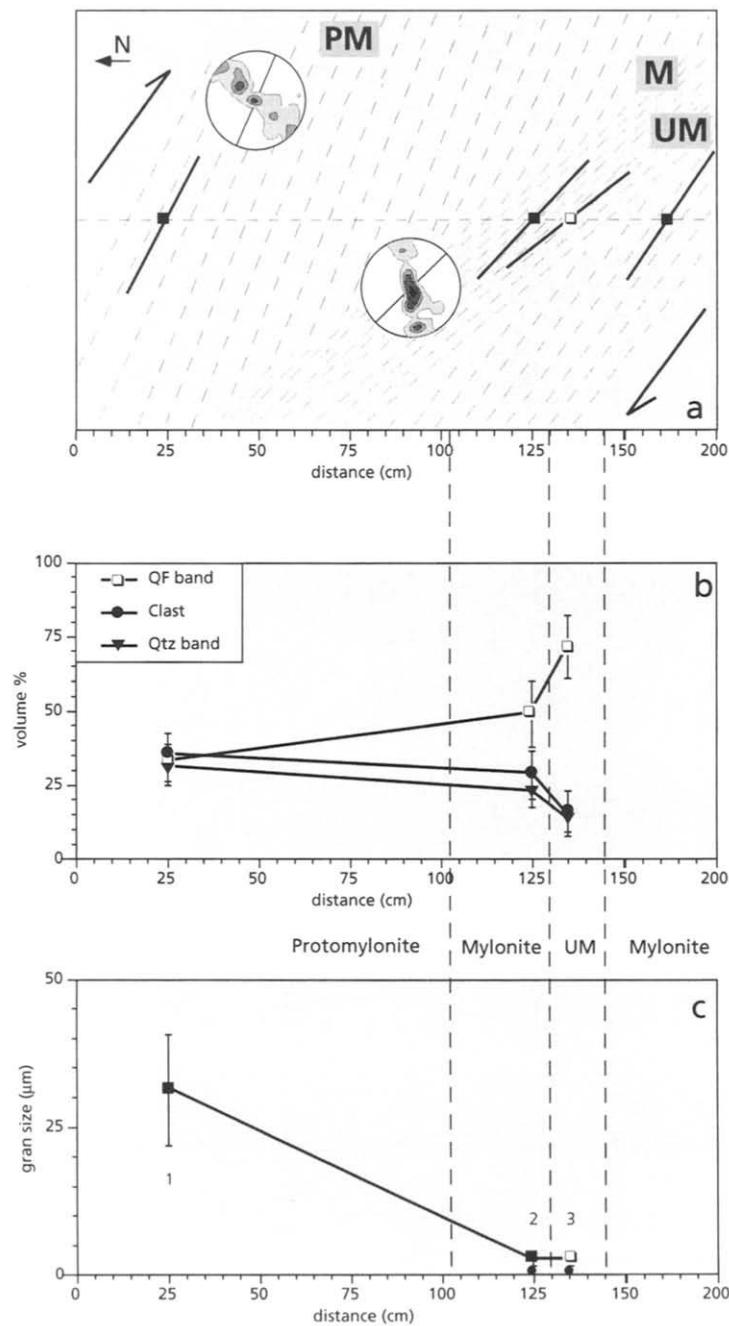 PM
N
M
UM
a
0 25 50 75 100 125 150 175 200
distance (cm)
100
b
QF band
Clast
Qtz band
75
50
25
0
volume %
0 25 50 75 100 125 150 200
distance (cm)
Protomylonite Mylonite UM Mylonite
50
c
25
0
gran size (μm)
1
2 3
0 25 50 75 100 125 150 200
distance (cm)